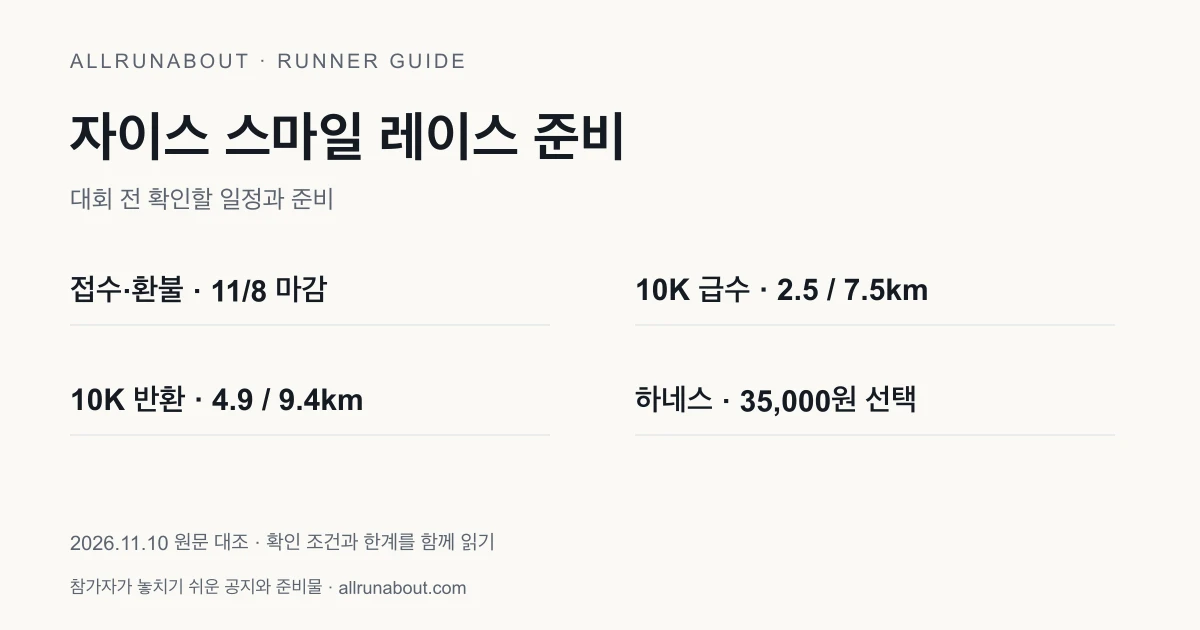 ALLRUNABOUT · RUNNER GUIDE
자이스 스마일 레이스 준비
대회 전 확인할 일정과 준비
접수·환불 · 11/8 마감
10K 급수 · 2.5 / 7.5km
10K 반환 · 4.9 / 9.4km
하네스 · 35,000원 선택
2026.11.10 원문 대조 · 확인 조건과 한계를 함께 읽기
참가자가 놓치기 쉬운 공지와 준비물 · allrunabout.com